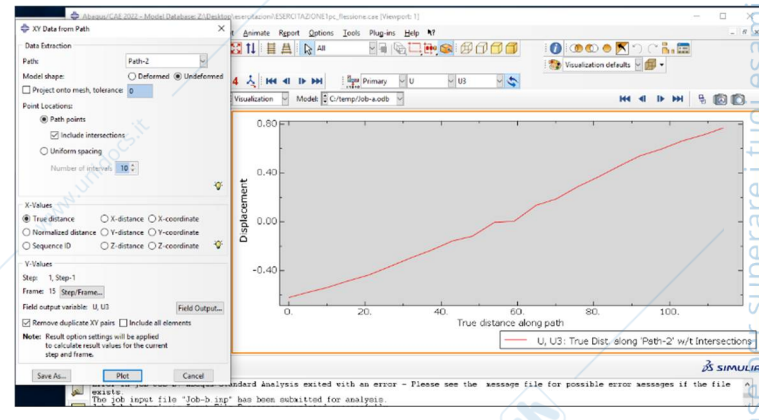 Abaqus/CAE 2022 - Model Database: Z:\Desktop\esercitazioni\ESERCITAZIONE1pc_flessione.cae [Viewport: 1]
XY Data from Path
Animate Report Options Tools Plug-ins Help
Data Extraction
Path: Path-2
Model shape: Deformed Undeformed
Project onto mesh, tolerance: 0
Point Locations:
Path points
Include intersections
Uniform spacing
Number of intervals 10
X-Values
True distance X-distance X-coordinate
Normalized distance Y-distance Y-coordinate
Sequence ID Z-distance Z-coordinate
Y-Values
Step: 1, Step-1
Frame: 15 Step/Frame...
Field output variable: U, U3 Field Output...
Remove duplicate XY pairs Include all elements
Note: Result option settings will be applied
to calculate result values for the current
step and frame.
Save As... Plot Cancel
All
Visualization defaults
4 Primary U U3
Visualization Model: C:/temp/Job-a.odb
0.80
0.40
0.00
-0.40
Displacement
0. 20. 40. 60. 80. 100.
True distance along path
U, U3: True Dist. along 'Path-2' w/t Intersections
SIMULIA
Analysis exited with an error - Please see the message file for possible error messages if the file
exists.
The job input file "Job-b.inp" has been submitted for analysis.
www.unidocs.it